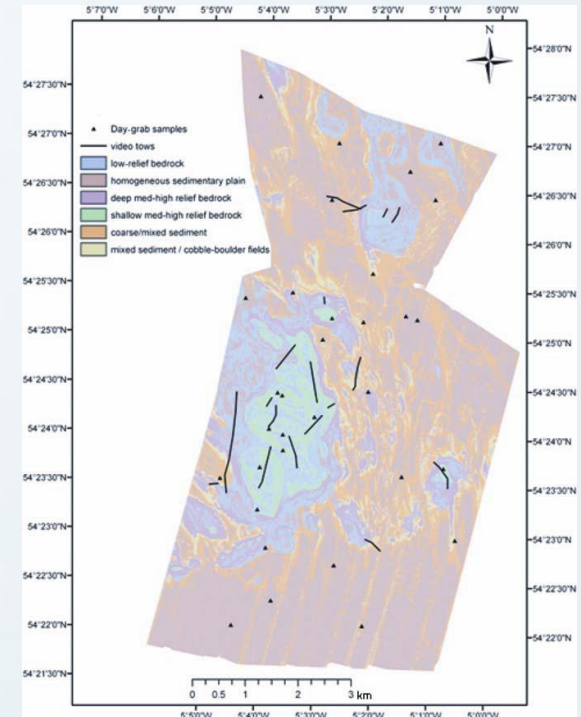 5°7'0"W 5°6'0"W 5°5'0"W 5°4'0"W 5°3'0"W 5°2'0"W 5°1'0"W 5°0'0"W
N
54°28'0"N
54°27'30"N
54°27'30"N
54°27'0"N
54°27'0"N
54°26'30"N
54°26'30"N
54°26'0"N
54°26'0"N
54°25'30"N
54°25'30"N
54°25'0"N
54°25'0"N
54°24'30"N
54°24'30"N
54°24'0"N
54°24'0"N
54°23'30"N
54°23'30"N
54°23'0"N
54°23'0"N
54°22'30"N
54°22'30"N
54°22'0"N
54°22'0"N
54°21'30"N
Day-grab samples
video tows
low-relief bedrock
homogeneous sedimentary plain
deep med-high relief bedrock
shallow med-high relief bedrock
coarse/mixed sediment
mixed sediment / cobble-boulder fields
0 0.5 1 2 3 km
5°5'0"W 5°4'0"W 5°3'0"W 5°2'0"W 5°1'0"W 5°0'0"W